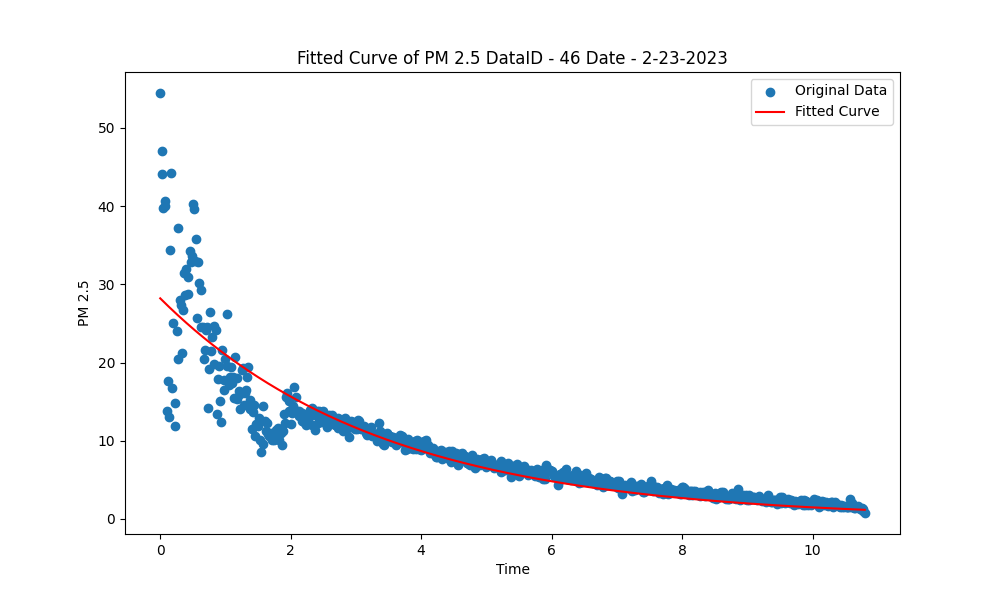 Fitted Curve of PM 2.5 DataID - 46 Date - 2-23-2023
Original Data
Fitted Curve
50
40
30
20
10
0
PM 2.5
0 2 4 6 8 10
Time